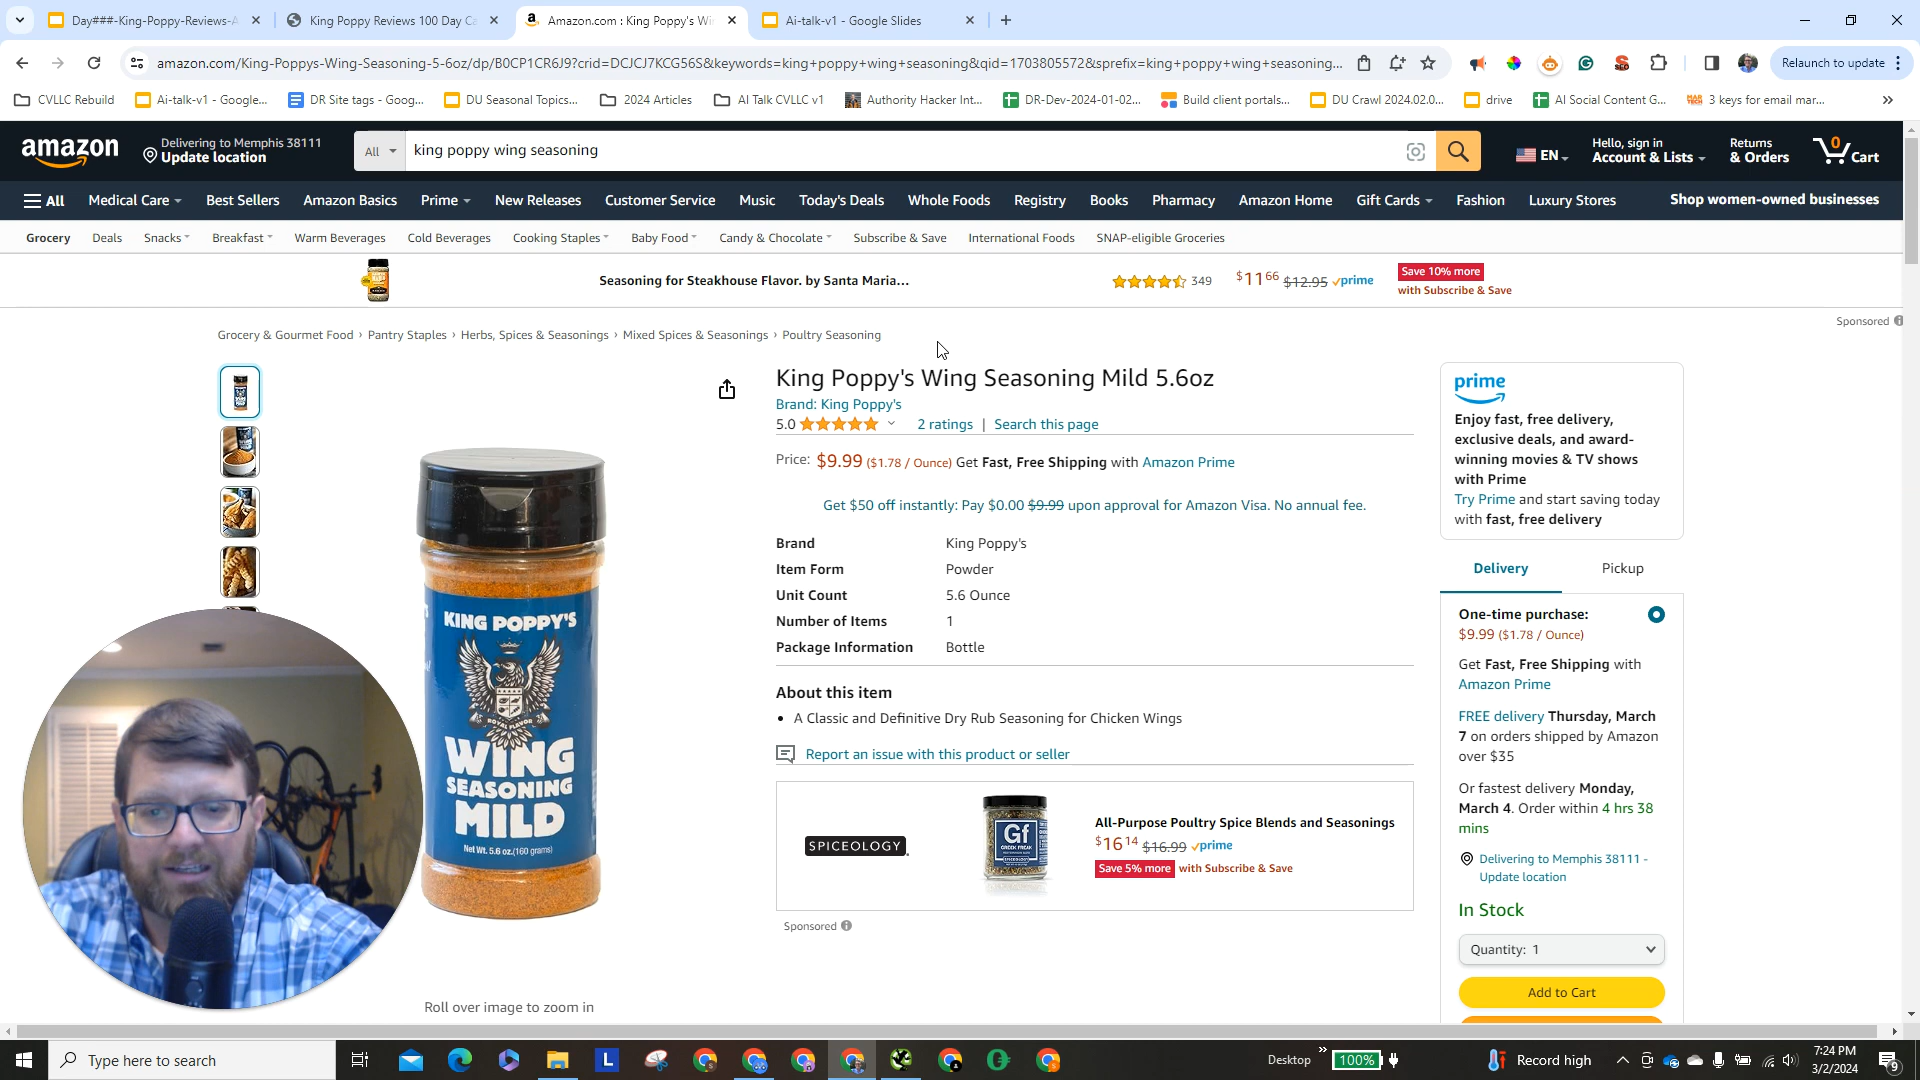 Day###-King-Poppy-Reviews-A
King Poppy Reviews 100 Day Ca
Amazon.com : King Poppy's Win
Ai-talk-v1 - Google Slides
amazon.com/King-Poppys-Wing-Seasoning-5-6oz/dp/B0CP1CR6J9?crid=DCJCJ7KCG56S&keywords=king+poppy+wing+seasoning&qid=1703805572&sprefix=king+poppy+wing+seasoning...
Relaunch to update
CVLLC Rebuild
Ai-talk-v1 - Google...
DR Site tags - Goog...
DU Seasonal Topics...
2024 Articles
AI Talk CVLLC v1
Authority Hacker Int...
DR-Dev-2024-01-02...
Build client portals...
DU Crawl 2024.02.0...
drive
AI Social Content G...
3 keys for email mar...
amazon
Delivering to Memphis 38111
Update location
All
king poppy wing seasoning
EN
Hello, sign in
Account & Lists
Returns
& Orders
0
Cart
All
Medical Care
Best Sellers
Amazon Basics
Prime
New Releases
Customer Service
Music
Today's Deals
Whole Foods
Registry
Books
Pharmacy
Amazon Home
Gift Cards
Fashion
Luxury Stores
Shop women-owned businesses
Grocery
Deals
Snacks
Breakfast
Warm Beverages
Cold Beverages
Cooking Staples
Baby Food
Candy & Chocolate
Subscribe & Save
International Foods
SNAP-eligible Groceries
Seasoning for Steakhouse Flavor. by Santa Maria...
349
$11 66 $12.95 prime
Save 10% more
with Subscribe & Save
Sponsored
Grocery & Gourmet Food › Pantry Staples › Herbs, Spices & Seasonings › Mixed Spices & Seasonings › Poultry Seasoning
King Poppy's Wing Seasoning Mild 5.6oz
Brand: King Poppy's
5.0
2 ratings | Search this page
Price: $9.99 ($1.78 / Ounce) Get Fast, Free Shipping with Amazon Prime
Get $50 off instantly: Pay $0.00 $9.99 upon approval for Amazon Visa. No annual fee.
Brand King Poppy's
Item Form Powder
Unit Count 5.6 Ounce
Number of Items 1
Package Information Bottle
About this item
• A Classic and Definitive Dry Rub Seasoning for Chicken Wings
Report an issue with this product or seller
SPICEOLOGY
Gf
GREEK FREAK
All-Purpose Poultry Spice Blends and Seasonings
$16 14 $16.99 prime
Save 5% more with Subscribe & Save
Sponsored
KING POPPY'S
ROYAL FLAVOR
WING
SEASONING
MILD
Net Wt. 5.6 oz.(160 grams)
Roll over image to zoom in
prime
Enjoy fast, free delivery,
exclusive deals, and award-
winning movies & TV shows
with Prime
Try Prime and start saving today
with fast, free delivery
Delivery
Pickup
One-time purchase:
$9.99 ($1.78 / Ounce)
Get Fast, Free Shipping with
Amazon Prime
FREE delivery Thursday, March
7 on orders shipped by Amazon
over $35
Or fastest delivery Monday,
March 4. Order within 4 hrs 38
mins
Delivering to Memphis 38111 -
Update location
In Stock
Quantity: 1
Add to Cart
Type here to search
Desktop
100%
Record high
7:24 PM
3/2/2024
9